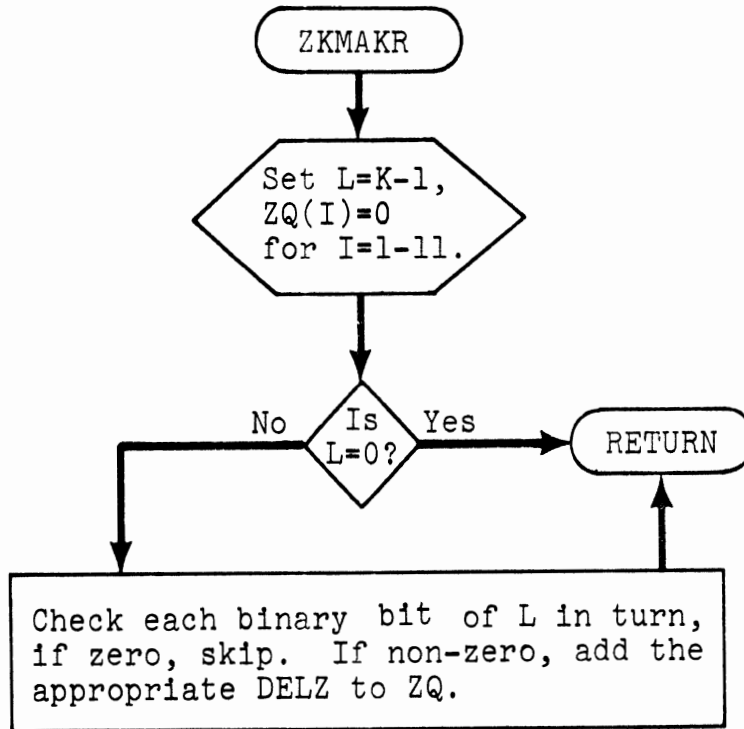 ZKMAKR
Set L=K-1,
ZQ(I)=0
for I=1-11.
Is
L=0?
No
Yes
RETURN
Check each binary bit of L in turn,
if zero, skip. If non-zero, add the
appropriate DELZ to ZQ.